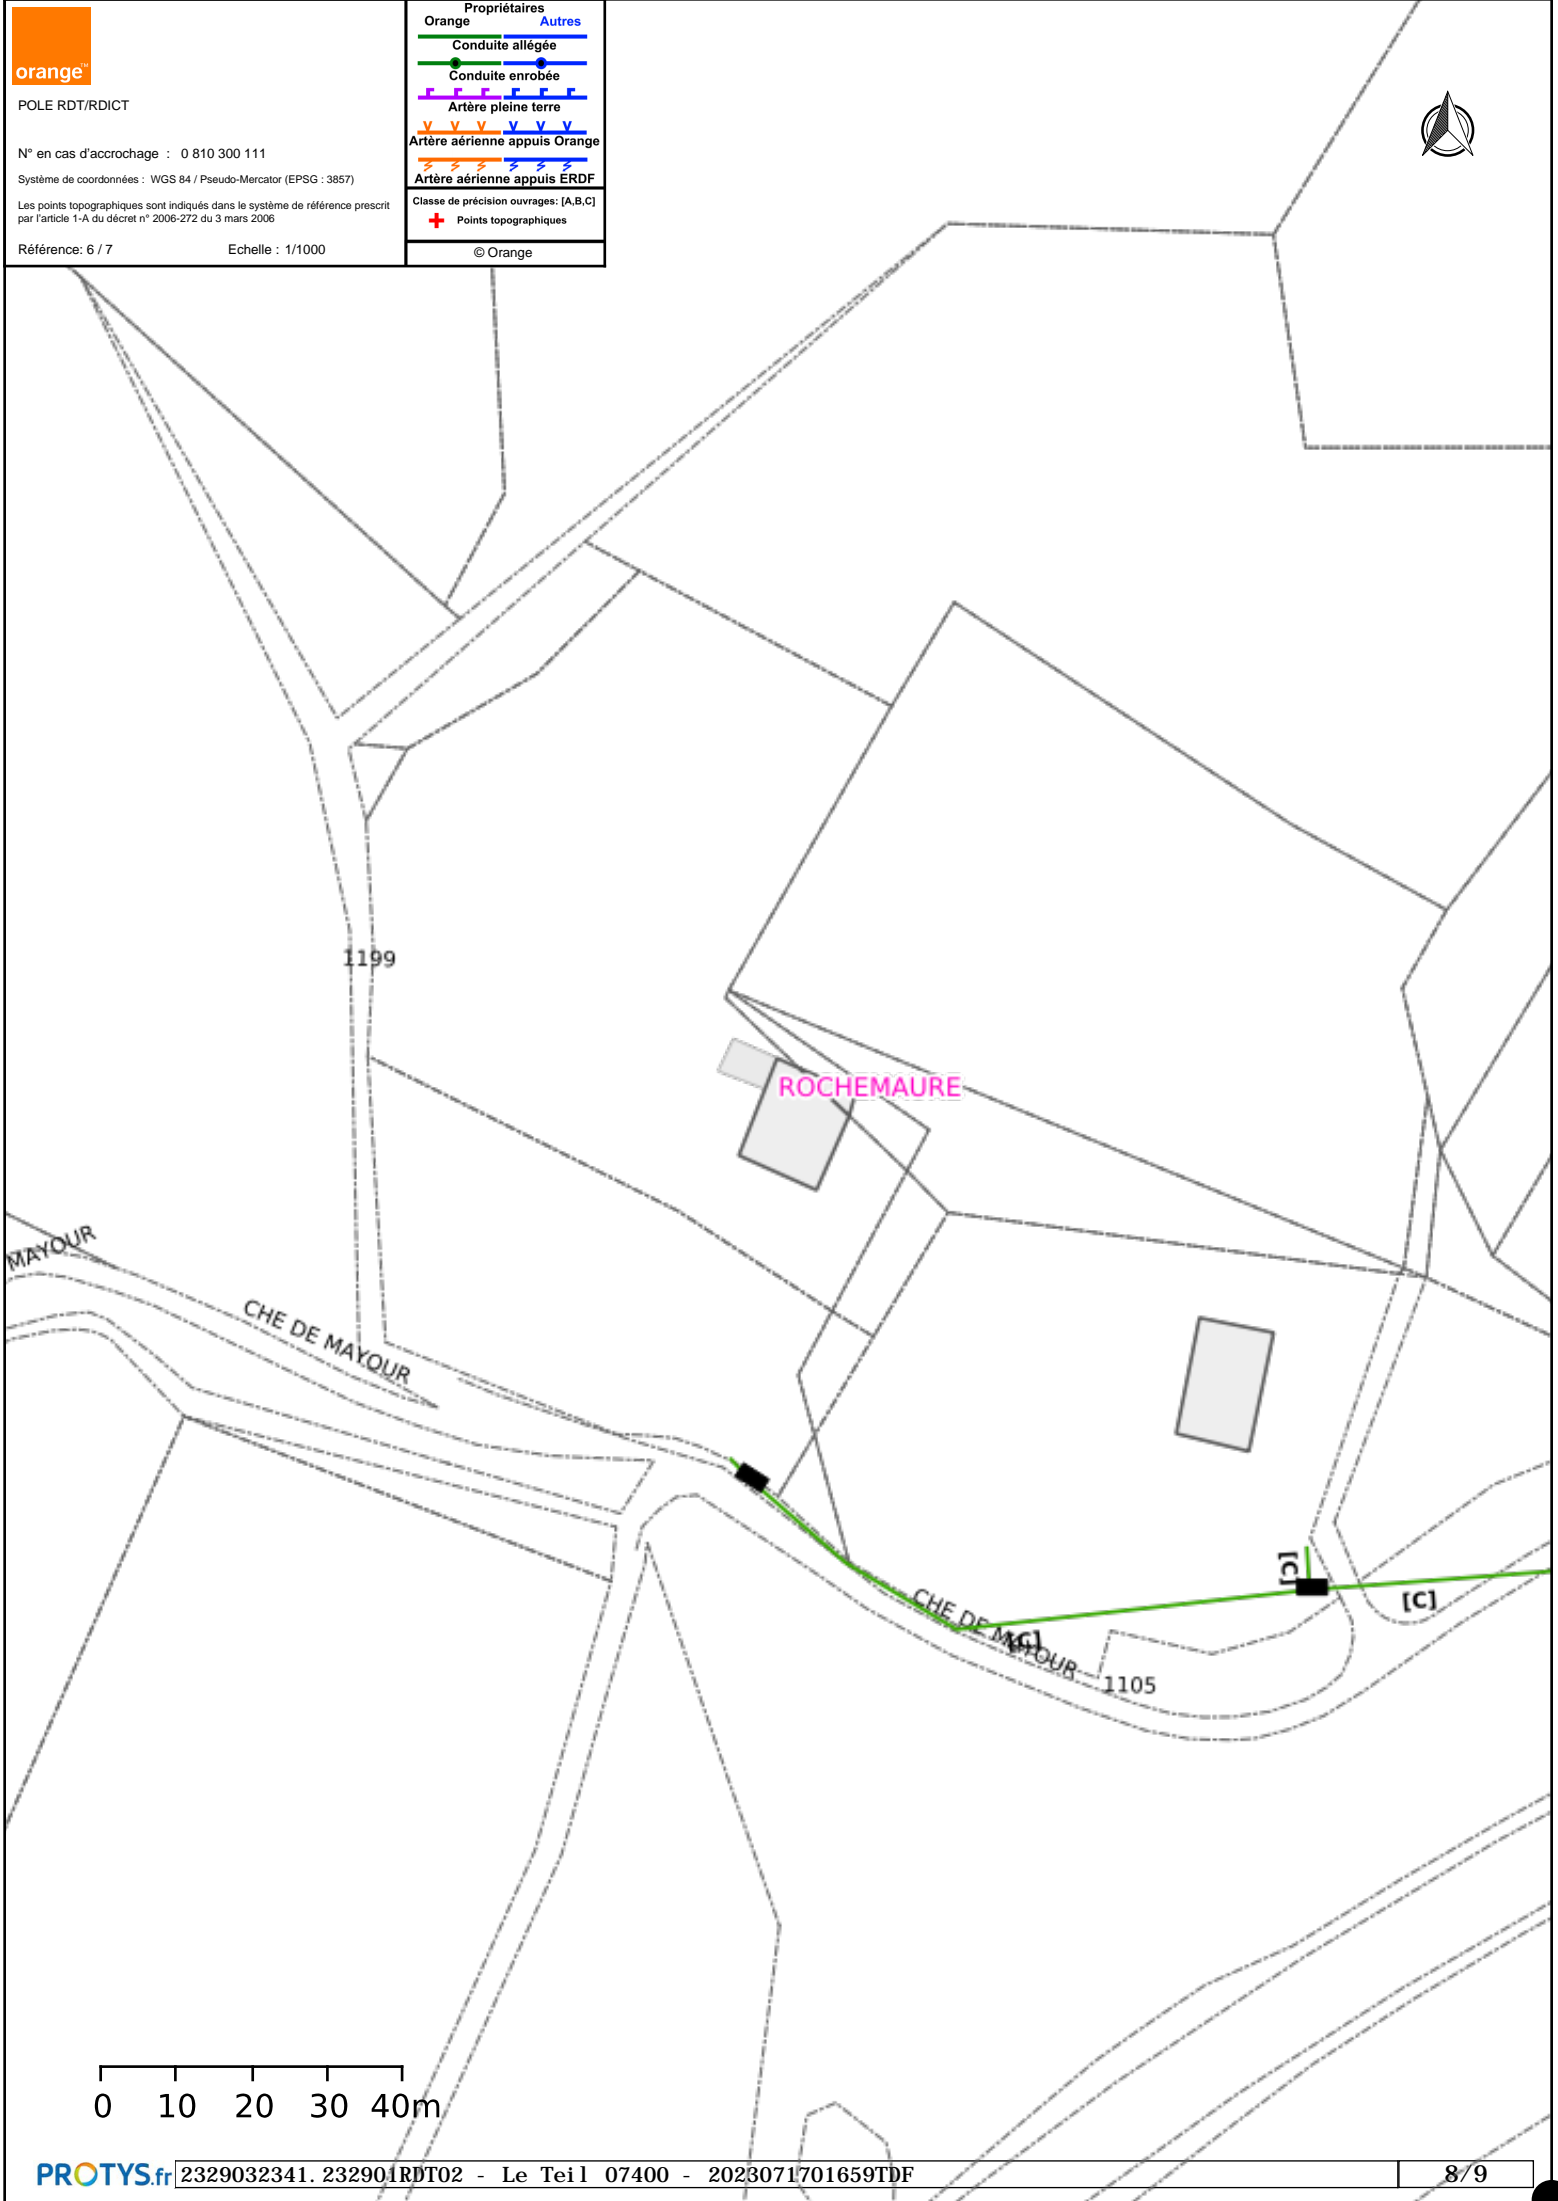 orange™
POLE RDT/RDICT
N° en cas d'accrochage : 0 810 300 111
Système de coordonnées : WGS 84 / Pseudo-Mercator (EPSG : 3857)
Les points topographiques sont indiqués dans le système de référence prescrit
par l'article 1-A du décret n° 2006-272 du 3 mars 2006
Référence: 6 / 7 Echelle : 1/1000
Propriétaires
Orange Autres
Conduite allégée
Conduite enrobée
Artère pleine terre
Artère aérienne appuis Orange
Artère aérienne appuis ERDF
Classe de précision ouvrages: [A,B,C]
Points topographiques
© Orange
1199
ROCHEMAURE
MAYOUR
CHE DE MAYOUR
[C]
[C]
CHE DE MAYOUR
[C]
1105
0 10 20 30 40m
PROTYS.fr 2329032341.232901RDT02 - Le Teil 07400 - 2023071701659TDF 8/9